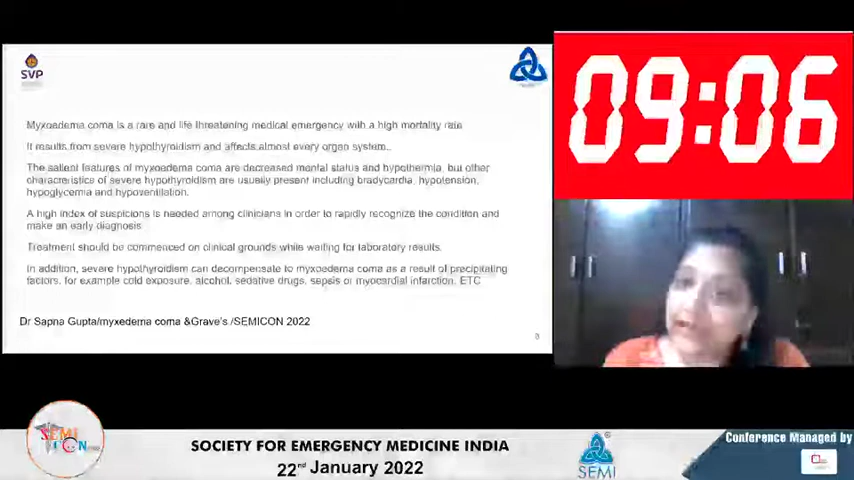 SVP
Myxoedema coma is a rare and life threatening medical emergency with a high mortality rate
It results from severe hypothyroidism and affects almost every organ system..
The salient features of myxoedema coma are decreased mental status and hypothermia, but other
characteristics of severe hypothyroidism are usually present including bradycardia, hypotension,
hypoglycemia and hypoventilation.
A high index of suspicions is needed among clinicians in order to rapidly recognize the condition and
make an early diagnosis
Treatment should be commenced on clinical grounds while waiting for laboratory results.
In addition, severe hypothyroidism can decompensate to myxoedema coma as a result of precipitating
factors, for example cold exposure, alcohol, sedative drugs, sepsis or myocardial infarction, ETC
Dr Sapna Gupta/myxedema coma &Grave's /SEMICON 2022
09:06
SEMI
CON
SOCIETY FOR EMERGENCY MEDICINE INDIA
22nd January 2022
SEMI
Conference Managed by